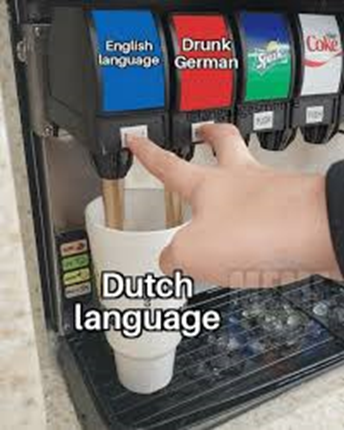 English
language
Drunk
German
Sprite
Coke
Dutch
language